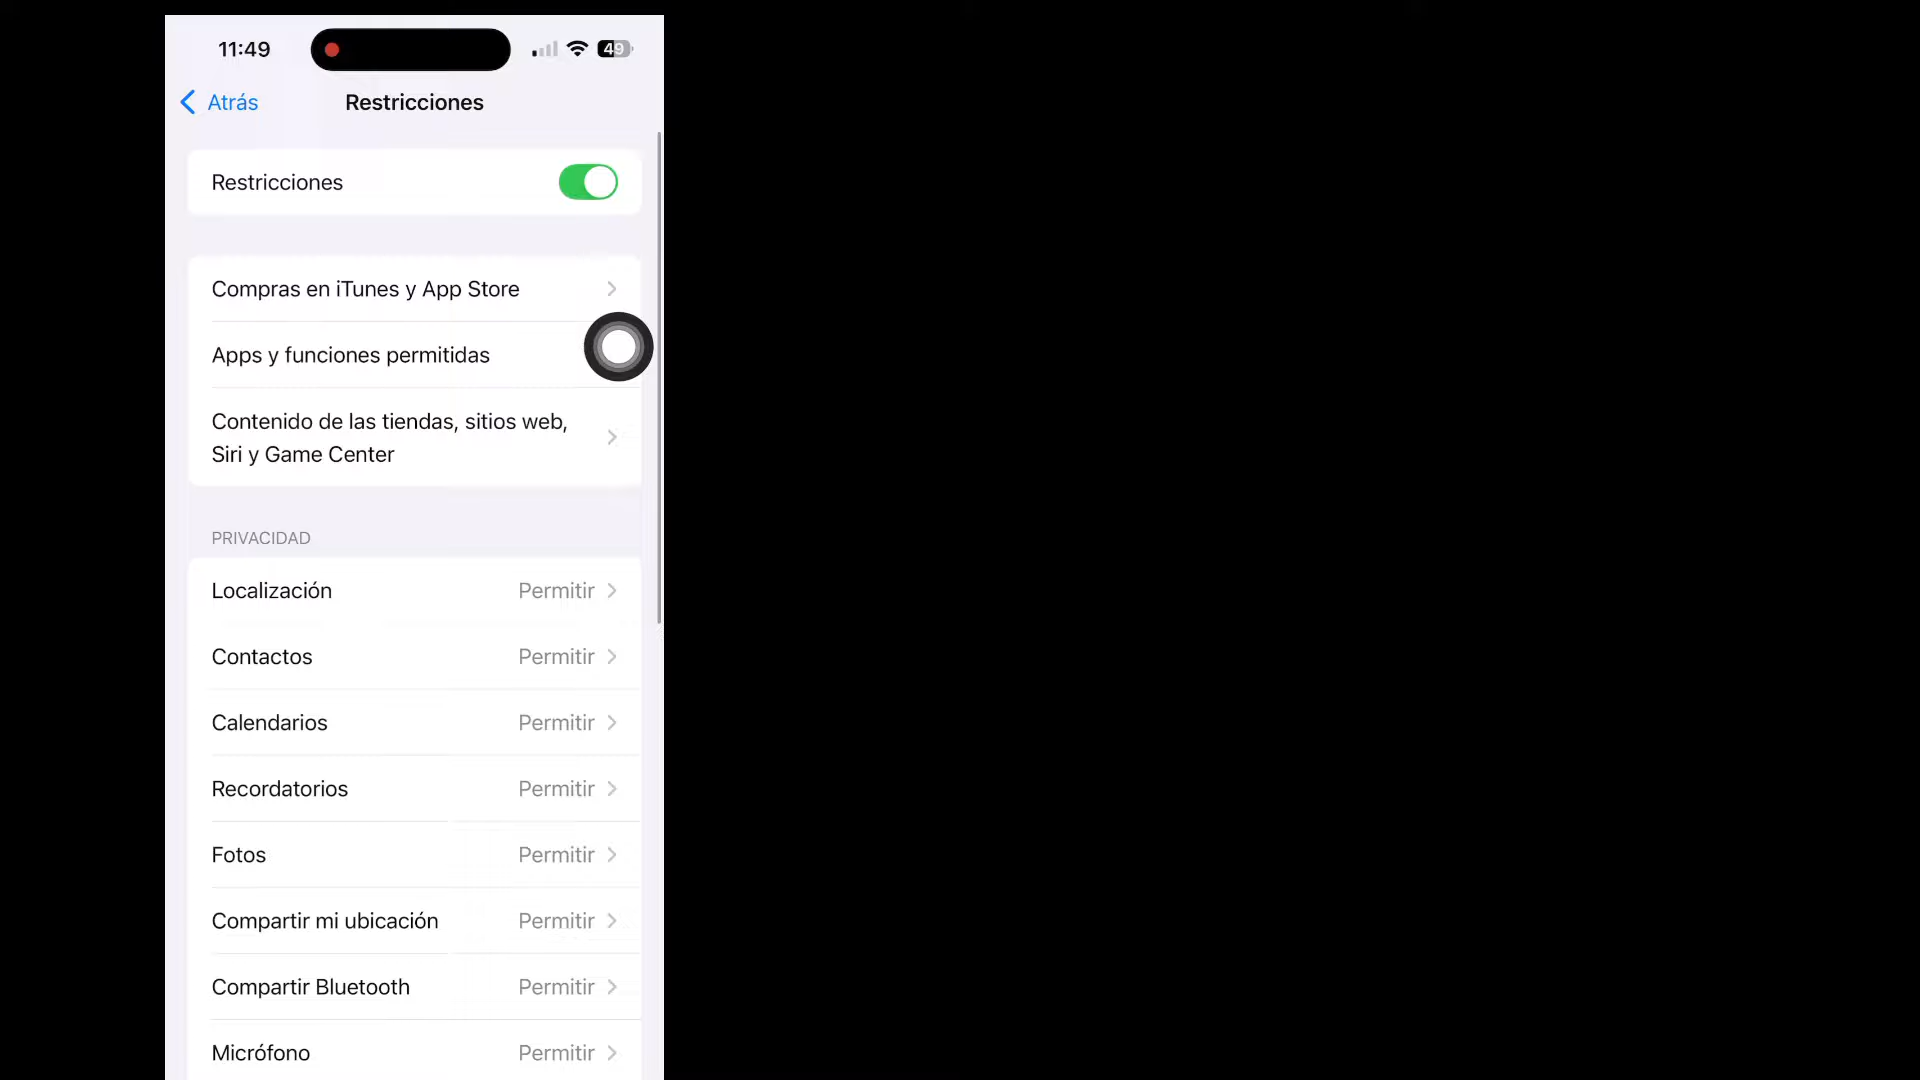 11:49
49
Atrás
Restricciones
Restricciones
Compras en iTunes y App Store
Apps y funciones permitidas
Contenido de las tiendas, sitios web,
Siri y Game Center
PRIVACIDAD
Localización Permitir
Contactos Permitir
Calendarios Permitir
Recordatorios Permitir
Fotos Permitir
Compartir mi ubicación Permitir
Compartir Bluetooth Permitir
Micrófono Permitir